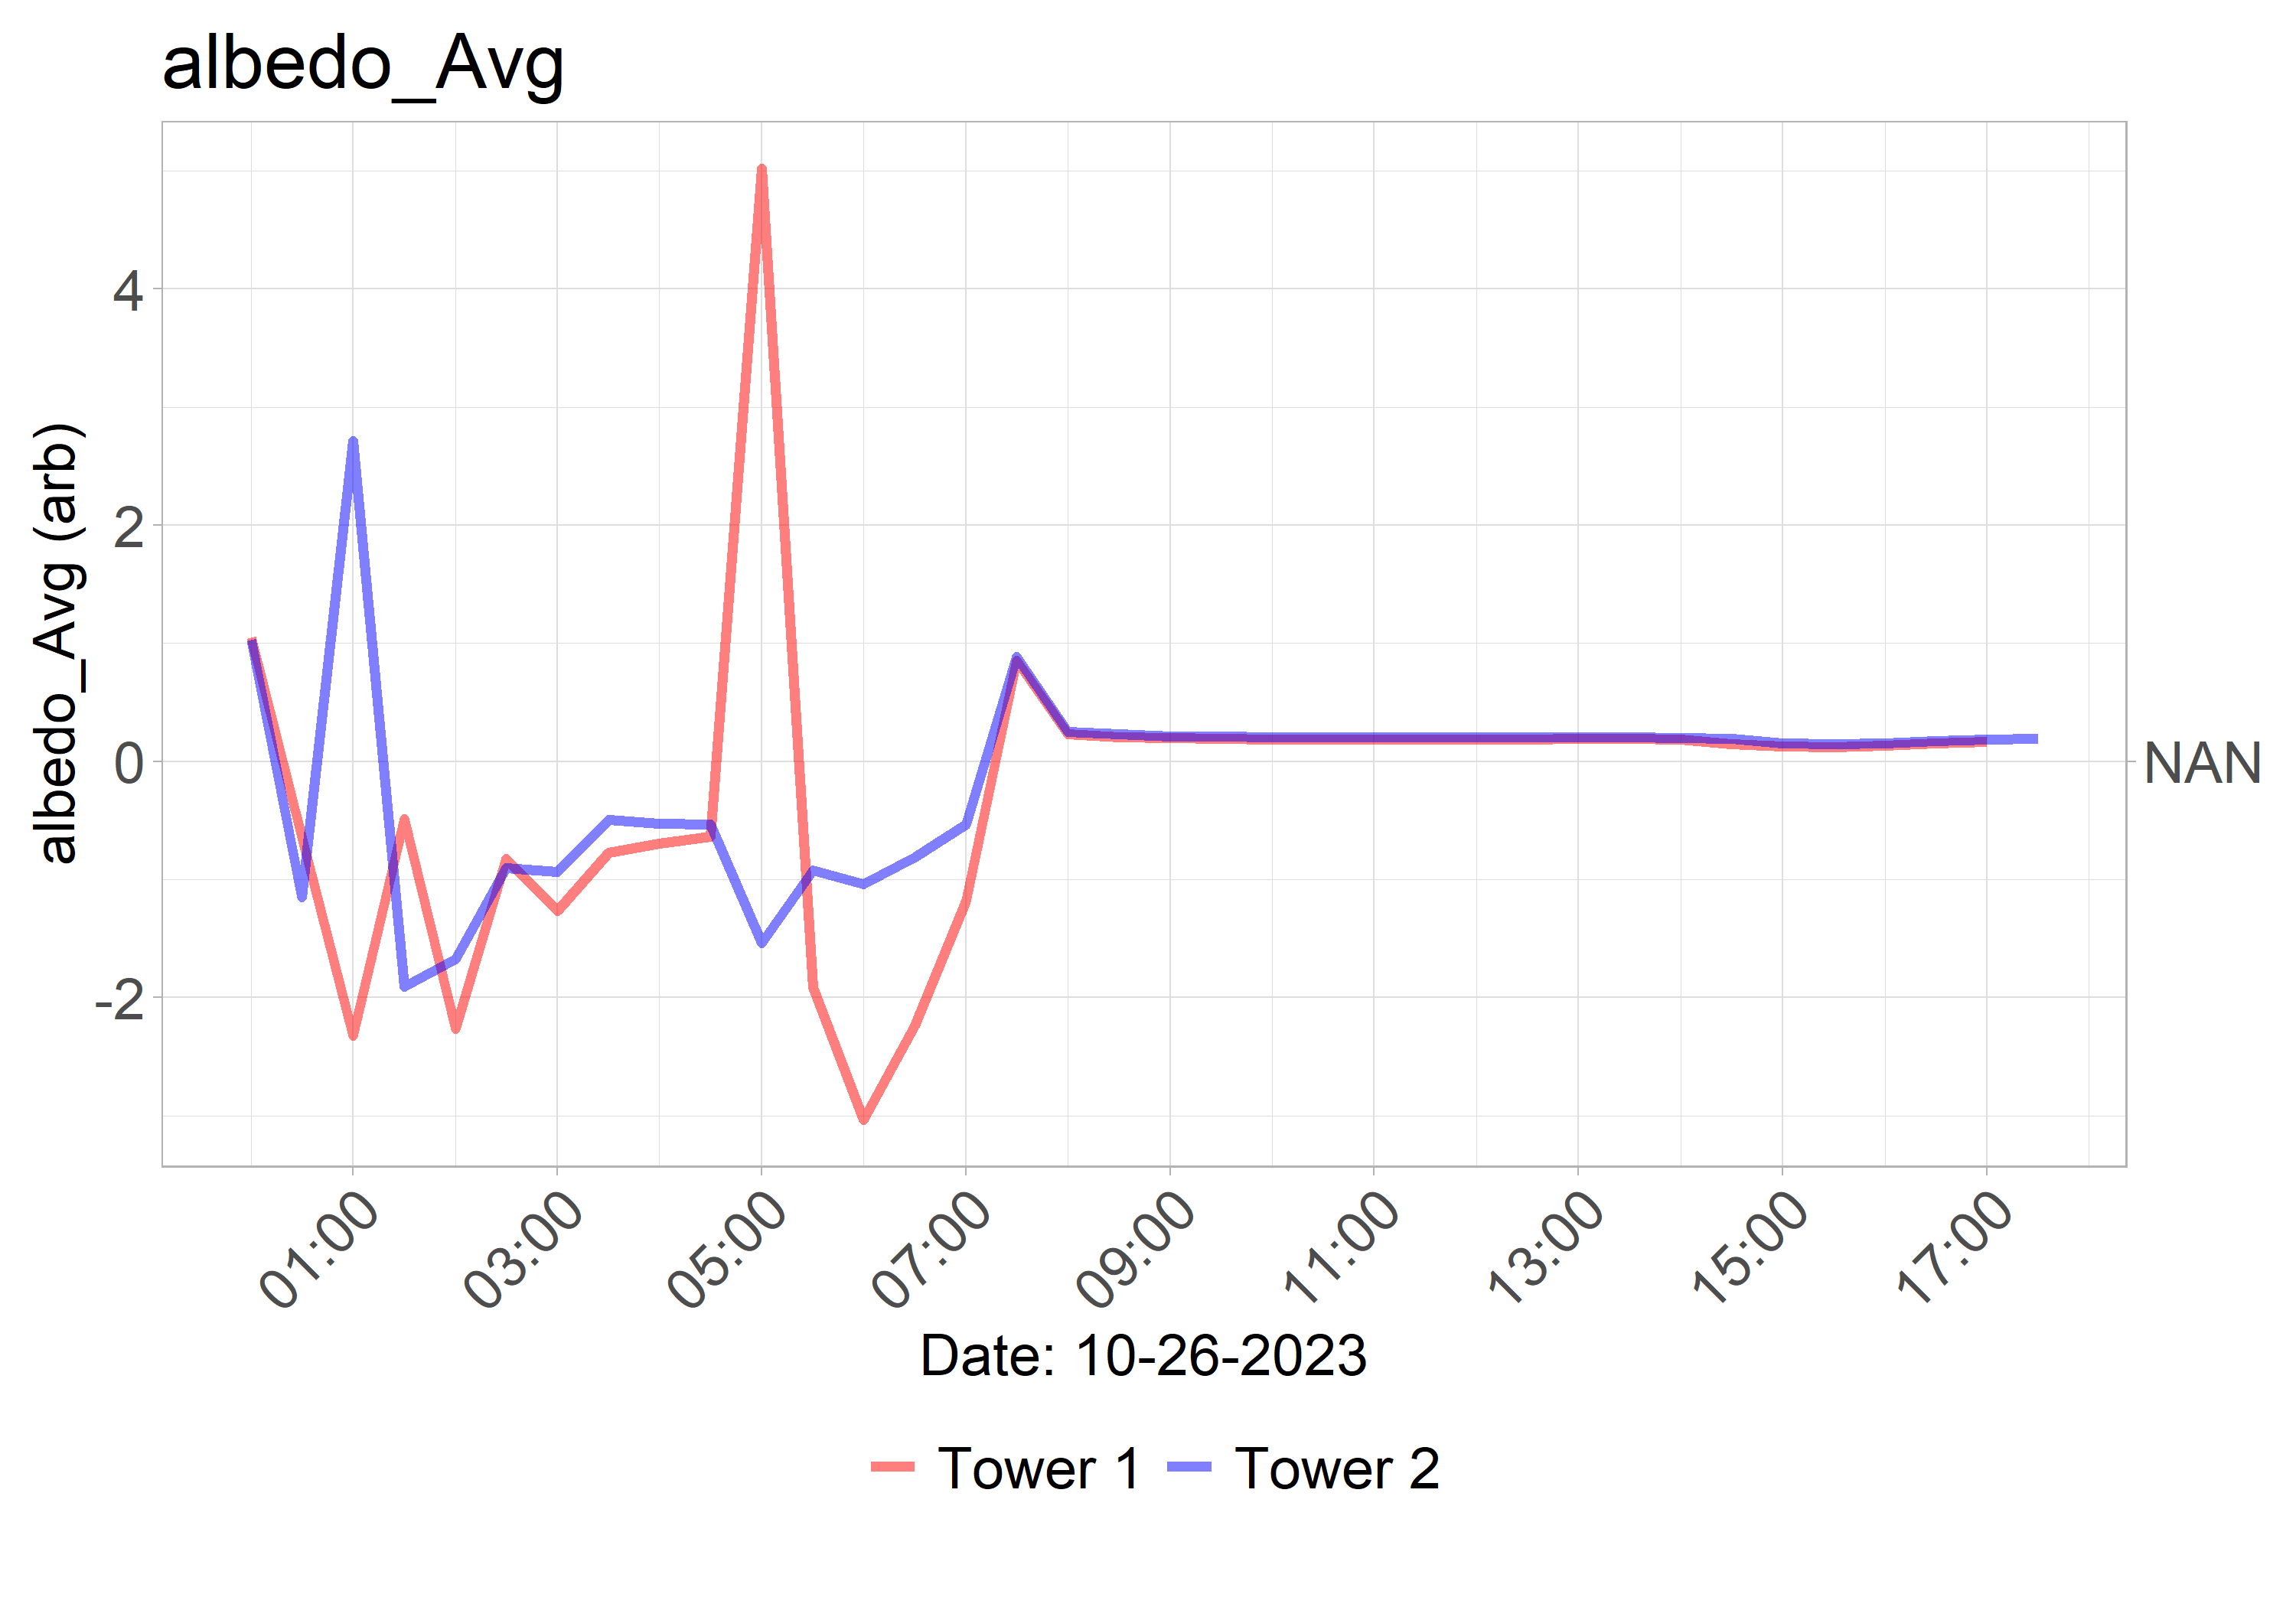 albedo_Avg
albedo_Avg (arb)
4
2
0
-2
NAN
01:00
03:00
05:00
07:00
09:00
11:00
13:00
15:00
17:00
Date: 10-26-2023
Tower 1
Tower 2